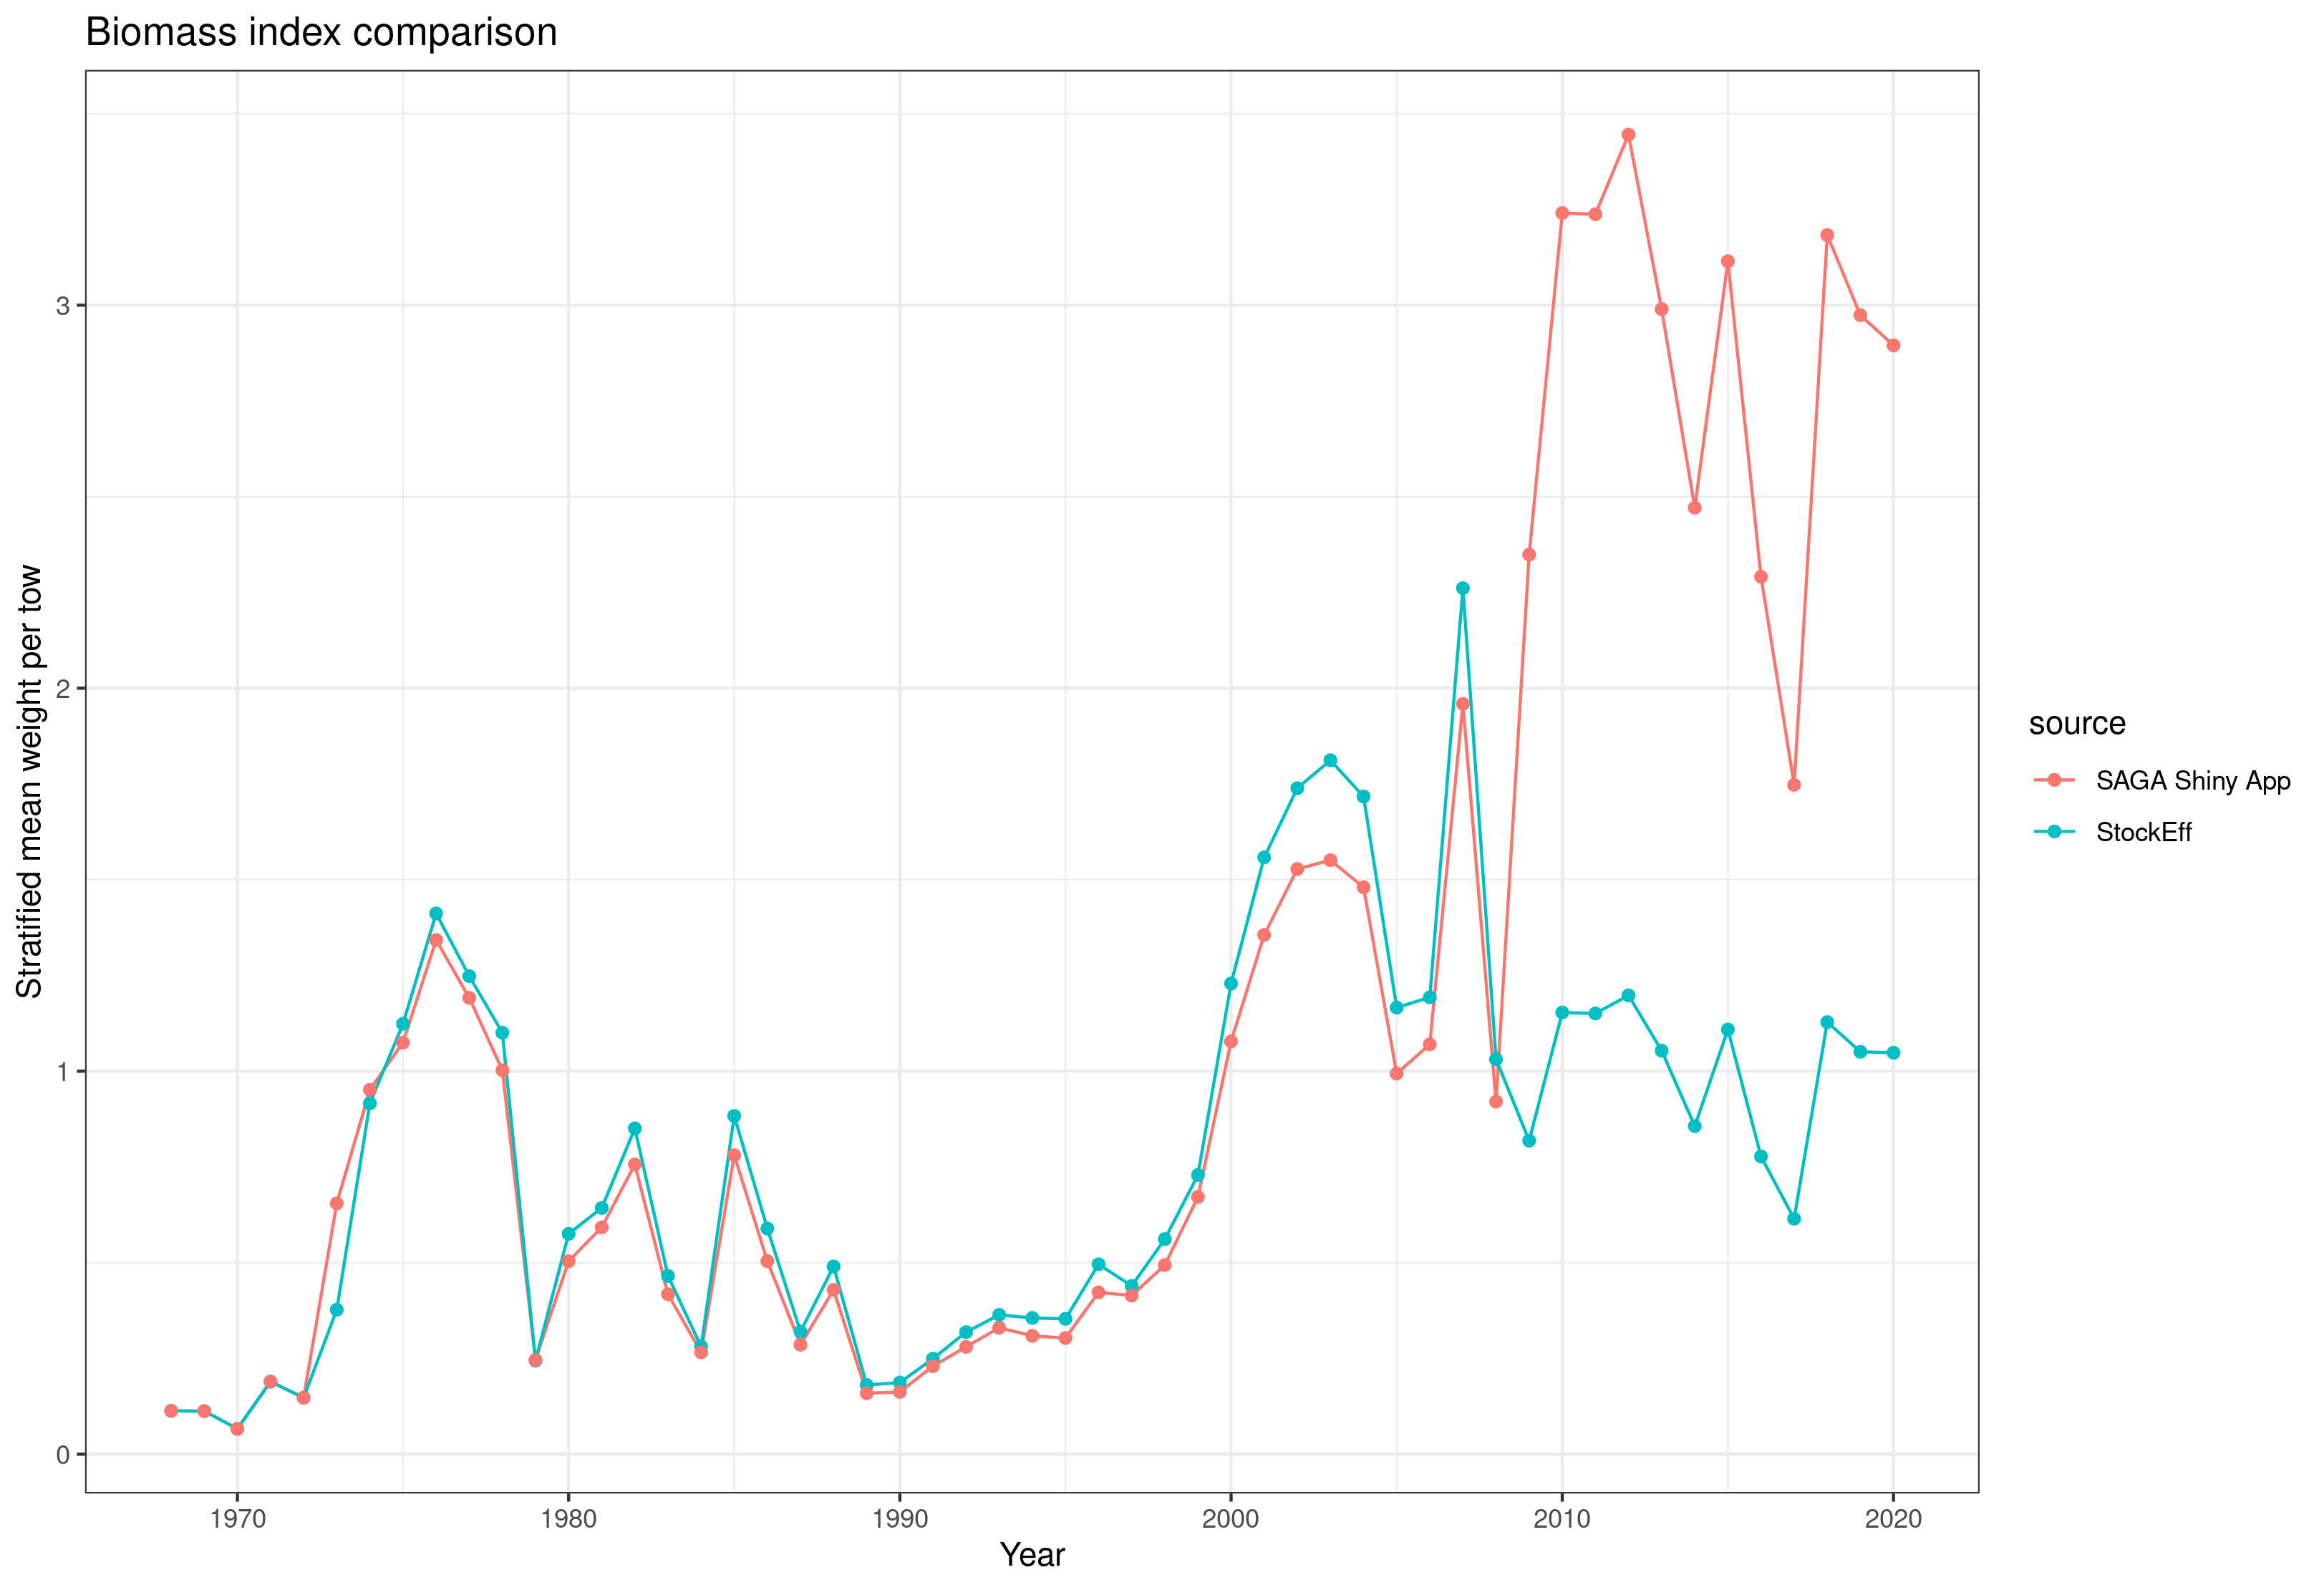 Biomass index comparison
Stratified mean weight per tow
3
2
1
0
1970 1980 1990 2000 2010 2020
Year
source
SAGA Shiny App
StockEff